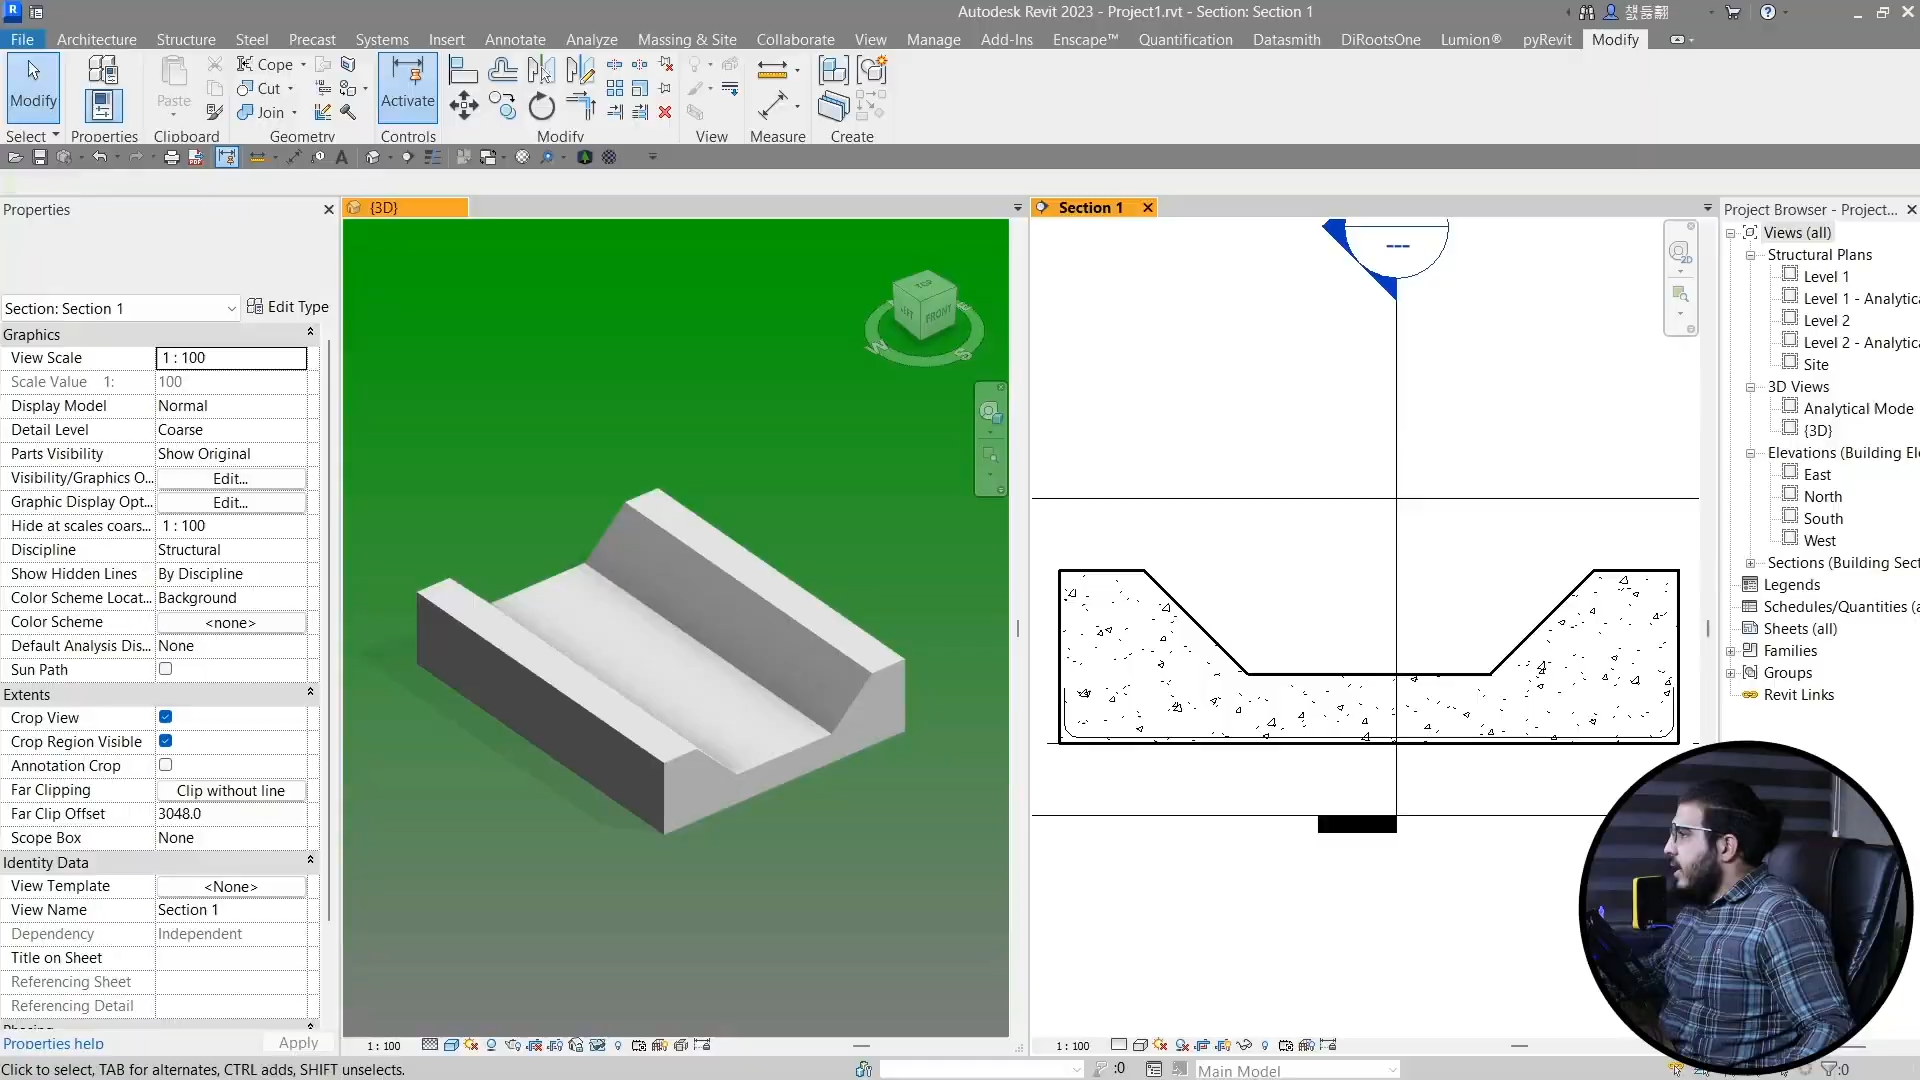 Autodesk Revit 2023 - Project1.rvt - Section: Section 1
File Architecture Structure Steel Precast Systems Insert Annotate Analyze Massing & Site Collaborate View Manage Add-Ins Enscape™ Quantification Datasmith DiRootsOne Lumion® pyRevit Modify
Modify
Paste
Cope
Cut
Join
Activate
Select Properties Clipboard Geometry Controls Modify View Measure Create
Properties
{3D}
Section 1
Project Browser - Project...
Section: Section 1
Edit Type
Graphics
View Scale 1 : 100
Scale Value 1: 100
Display Model Normal
Detail Level Coarse
Parts Visibility Show Original
Visibility/Graphics O... Edit...
Graphic Display Opt... Edit...
Hide at scales coars... 1 : 100
Discipline Structural
Show Hidden Lines By Discipline
Color Scheme Locat... Background
Color Scheme <none>
Default Analysis Dis... None
Sun Path
Extents
Crop View
Crop Region Visible
Annotation Crop
Far Clipping Clip without line
Far Clip Offset 3048.0
Scope Box None
Identity Data
View Template <None>
View Name Section 1
Dependency Independent
Title on Sheet
Referencing Sheet
Referencing Detail
Phasing
Properties help
Apply
TOP
FRONT
W
S
---
2D
Views (all)
Structural Plans
Level 1
Level 1 - Analytica
Level 2
Level 2 - Analytica
Site
3D Views
Analytical Mode
{3D}
Elevations (Building El
East
North
South
West
Sections (Building Sect
Legends
Schedules/Quantities (a
Sheets (all)
Families
Groups
Revit Links
1 : 100
1 : 100
Click to select, TAB for alternates, CTRL adds, SHIFT unselects.
:0
Main Model
:0